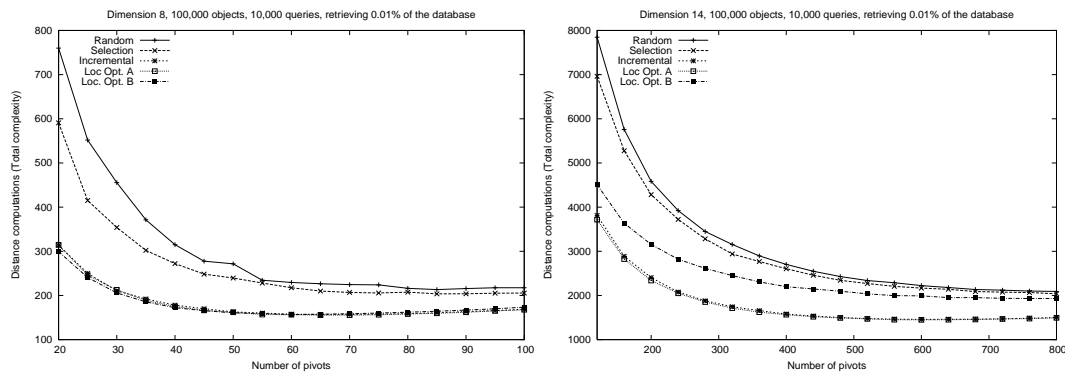 Dimension 8, 100,000 objects, 10,000 queries, retrieving 0.01% of the database
800
700
600
500
400
300
200
100
Distance computations (Total complexity)
Random
Selection
Incremental
Loc Opt. A
Loc. Opt. B
20 30 40 50 60 70 80 90 100
Number of pivots
Dimension 14, 100,000 objects, 10,000 queries, retrieving 0.01% of the database
8000
7000
6000
5000
4000
3000
2000
1000
Distance computations (Total complexity)
Random
Selection
Incremental
Loc Opt. A
Loc. Opt. B
200 300 400 500 600 700 800
Number of pivots